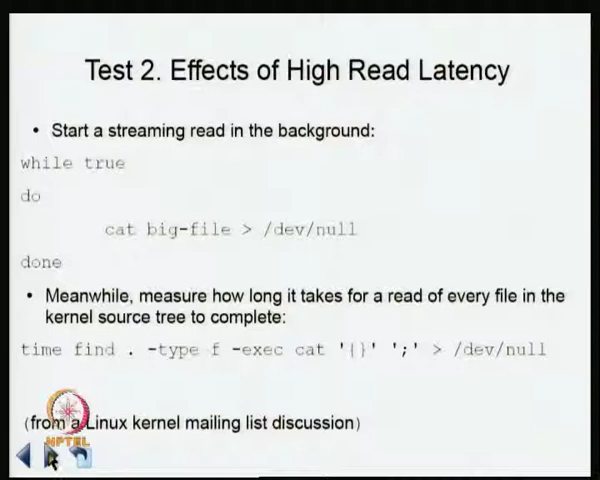 Test 2. Effects of High Read Latency
• Start a streaming read in the background:
while true
do
cat big-file > /dev/null
done
• Meanwhile, measure how long it takes for a read of every file in the
kernel source tree to complete:
time find . -type f -exec cat '{}' ';' > /dev/null
(from a Linux kernel mailing list discussion)
NPTEL